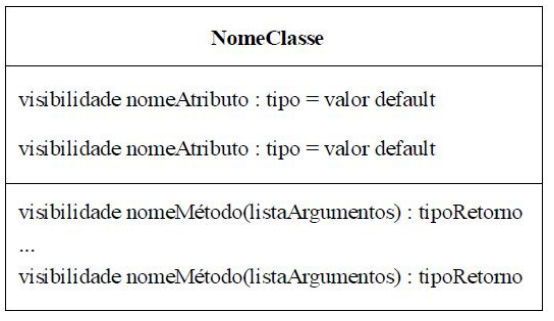 NomeClasse
visibilidade nomeAtributo : tipo = valor default
visibilidade nomeAtributo : tipo = valor default
visibilidade nomeMétodo(listaArgumentos) : tipoRetorno
...
visibilidade nomeMétodo(listaArgumentos) : tipoRetorno